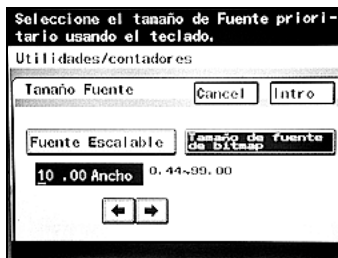 Seleccione el tamaño de Fuente priori-
tario usando el teclado.
Utilidades/contadores
Tamaño Fuente
Cancel
Intro
Fuente Escalable
Tamaño de fuente
de bitmap
10 .00 Ancho
0.44~99.00